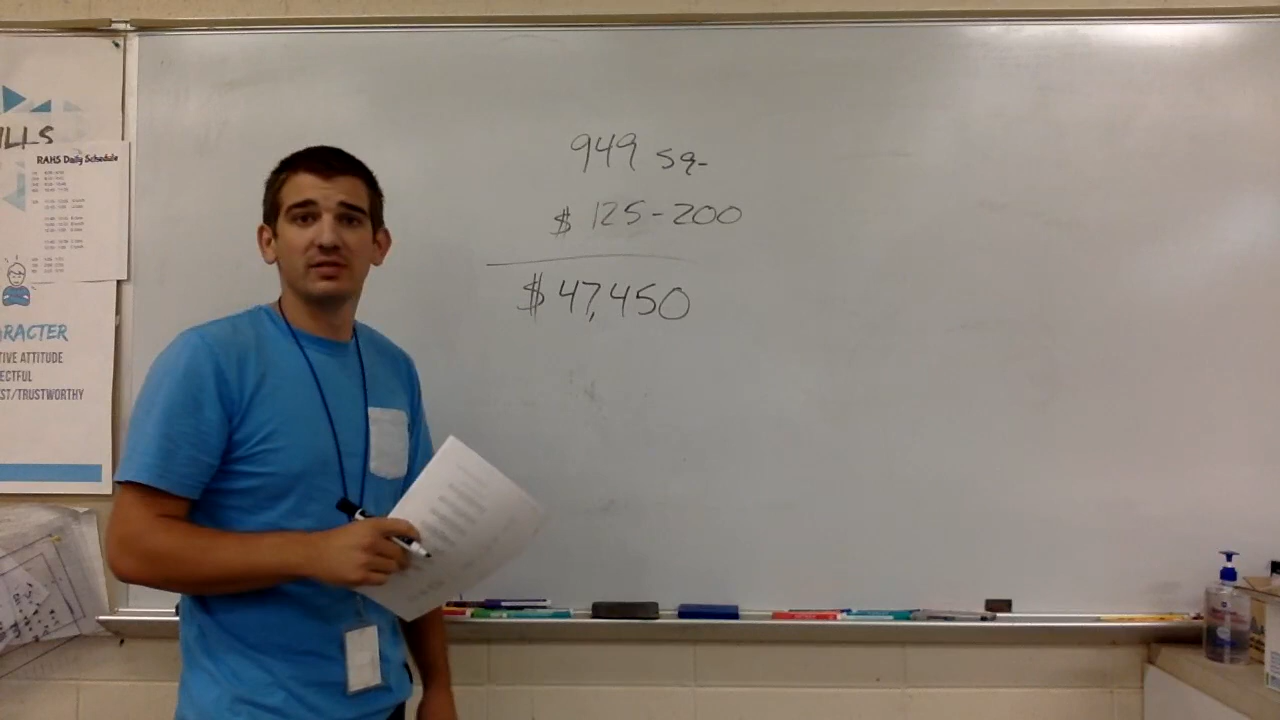 ILLS
RAHS Daily Schedule
RACTER
TIVE ATTITUDE
ECTFUL
ST/TRUSTWORTHY
949 sq.
$ 125-200
$ 47,450